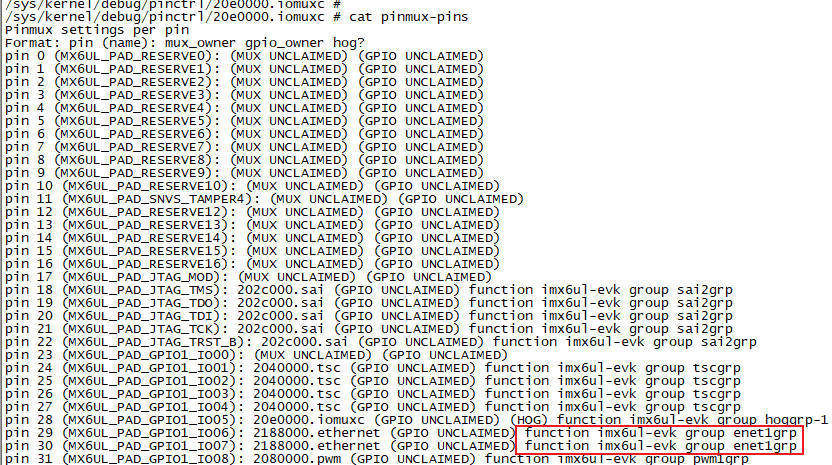 /sys/kernel/debug/pinctrl/20e0000.iomuxc #
/sys/kernel/debug/pinctrl/20e0000.iomuxc # cat pinmux-pins
Pinmux settings per pin
Format: pin (name): mux_owner gpio_owner hog?
pin 0 (MX6UL_PAD_RESERVE0): (MUX UNCLAIMED) (GPIO UNCLAIMED)
pin 1 (MX6UL_PAD_RESERVE1): (MUX UNCLAIMED) (GPIO UNCLAIMED)
pin 2 (MX6UL_PAD_RESERVE2): (MUX UNCLAIMED) (GPIO UNCLAIMED)
pin 3 (MX6UL_PAD_RESERVE3): (MUX UNCLAIMED) (GPIO UNCLAIMED)
pin 4 (MX6UL_PAD_RESERVE4): (MUX UNCLAIMED) (GPIO UNCLAIMED)
pin 5 (MX6UL_PAD_RESERVE5): (MUX UNCLAIMED) (GPIO UNCLAIMED)
pin 6 (MX6UL_PAD_RESERVE6): (MUX UNCLAIMED) (GPIO UNCLAIMED)
pin 7 (MX6UL_PAD_RESERVE7): (MUX UNCLAIMED) (GPIO UNCLAIMED)
pin 8 (MX6UL_PAD_RESERVE8): (MUX UNCLAIMED) (GPIO UNCLAIMED)
pin 9 (MX6UL_PAD_RESERVE9): (MUX UNCLAIMED) (GPIO UNCLAIMED)
pin 10 (MX6UL_PAD_RESERVE10): (MUX UNCLAIMED) (GPIO UNCLAIMED)
pin 11 (MX6UL_PAD_SNVS_TAMPER4): (MUX UNCLAIMED) (GPIO UNCLAIMED)
pin 12 (MX6UL_PAD_RESERVE12): (MUX UNCLAIMED) (GPIO UNCLAIMED)
pin 13 (MX6UL_PAD_RESERVE13): (MUX UNCLAIMED) (GPIO UNCLAIMED)
pin 14 (MX6UL_PAD_RESERVE14): (MUX UNCLAIMED) (GPIO UNCLAIMED)
pin 15 (MX6UL_PAD_RESERVE15): (MUX UNCLAIMED) (GPIO UNCLAIMED)
pin 16 (MX6UL_PAD_RESERVE16): (MUX UNCLAIMED) (GPIO UNCLAIMED)
pin 17 (MX6UL_PAD_JTAG_MOD): (MUX UNCLAIMED) (GPIO UNCLAIMED)
pin 18 (MX6UL_PAD_JTAG_TMS): 202c000.sai (GPIO UNCLAIMED) function imx6ul-evk group sai2grp
pin 19 (MX6UL_PAD_JTAG_TDO): 202c000.sai (GPIO UNCLAIMED) function imx6ul-evk group sai2grp
pin 20 (MX6UL_PAD_JTAG_TDI): 202c000.sai (GPIO UNCLAIMED) function imx6ul-evk group sai2grp
pin 21 (MX6UL_PAD_JTAG_TCK): 202c000.sai (GPIO UNCLAIMED) function imx6ul-evk group sai2grp
pin 22 (MX6UL_PAD_JTAG_TRST_B): 202c000.sai (GPIO UNCLAIMED) function imx6ul-evk group sai2grp
pin 23 (MX6UL_PAD_GPIO1_IO00): (MUX UNCLAIMED) (GPIO UNCLAIMED)
pin 24 (MX6UL_PAD_GPIO1_IO01): 2040000.tsc (GPIO UNCLAIMED) function imx6ul-evk group tscgrp
pin 25 (MX6UL_PAD_GPIO1_IO02): 2040000.tsc (GPIO UNCLAIMED) function imx6ul-evk group tscgrp
pin 26 (MX6UL_PAD_GPIO1_IO03): 2040000.tsc (GPIO UNCLAIMED) function imx6ul-evk group tscgrp
pin 27 (MX6UL_PAD_GPIO1_IO04): 2040000.tsc (GPIO UNCLAIMED) function imx6ul-evk group tscgrp
pin 28 (MX6UL_PAD_GPIO1_IO05): 20e0000.iomuxc (GPIO UNCLAIMED) (HOG) function imx6ul-evk group hoggrp-1
pin 29 (MX6UL_PAD_GPIO1_IO06): 2188000.ethernet (GPIO UNCLAIMED) function imx6ul-evk group enet1grp
pin 30 (MX6UL_PAD_GPIO1_IO07): 2188000.ethernet (GPIO UNCLAIMED) function imx6ul-evk group enet1grp
pin 31 (MX6UL_PAD_GPIO1_IO08): 2080000.pwm (GPIO UNCLAIMED) function imx6ul-evk group pwm1grp